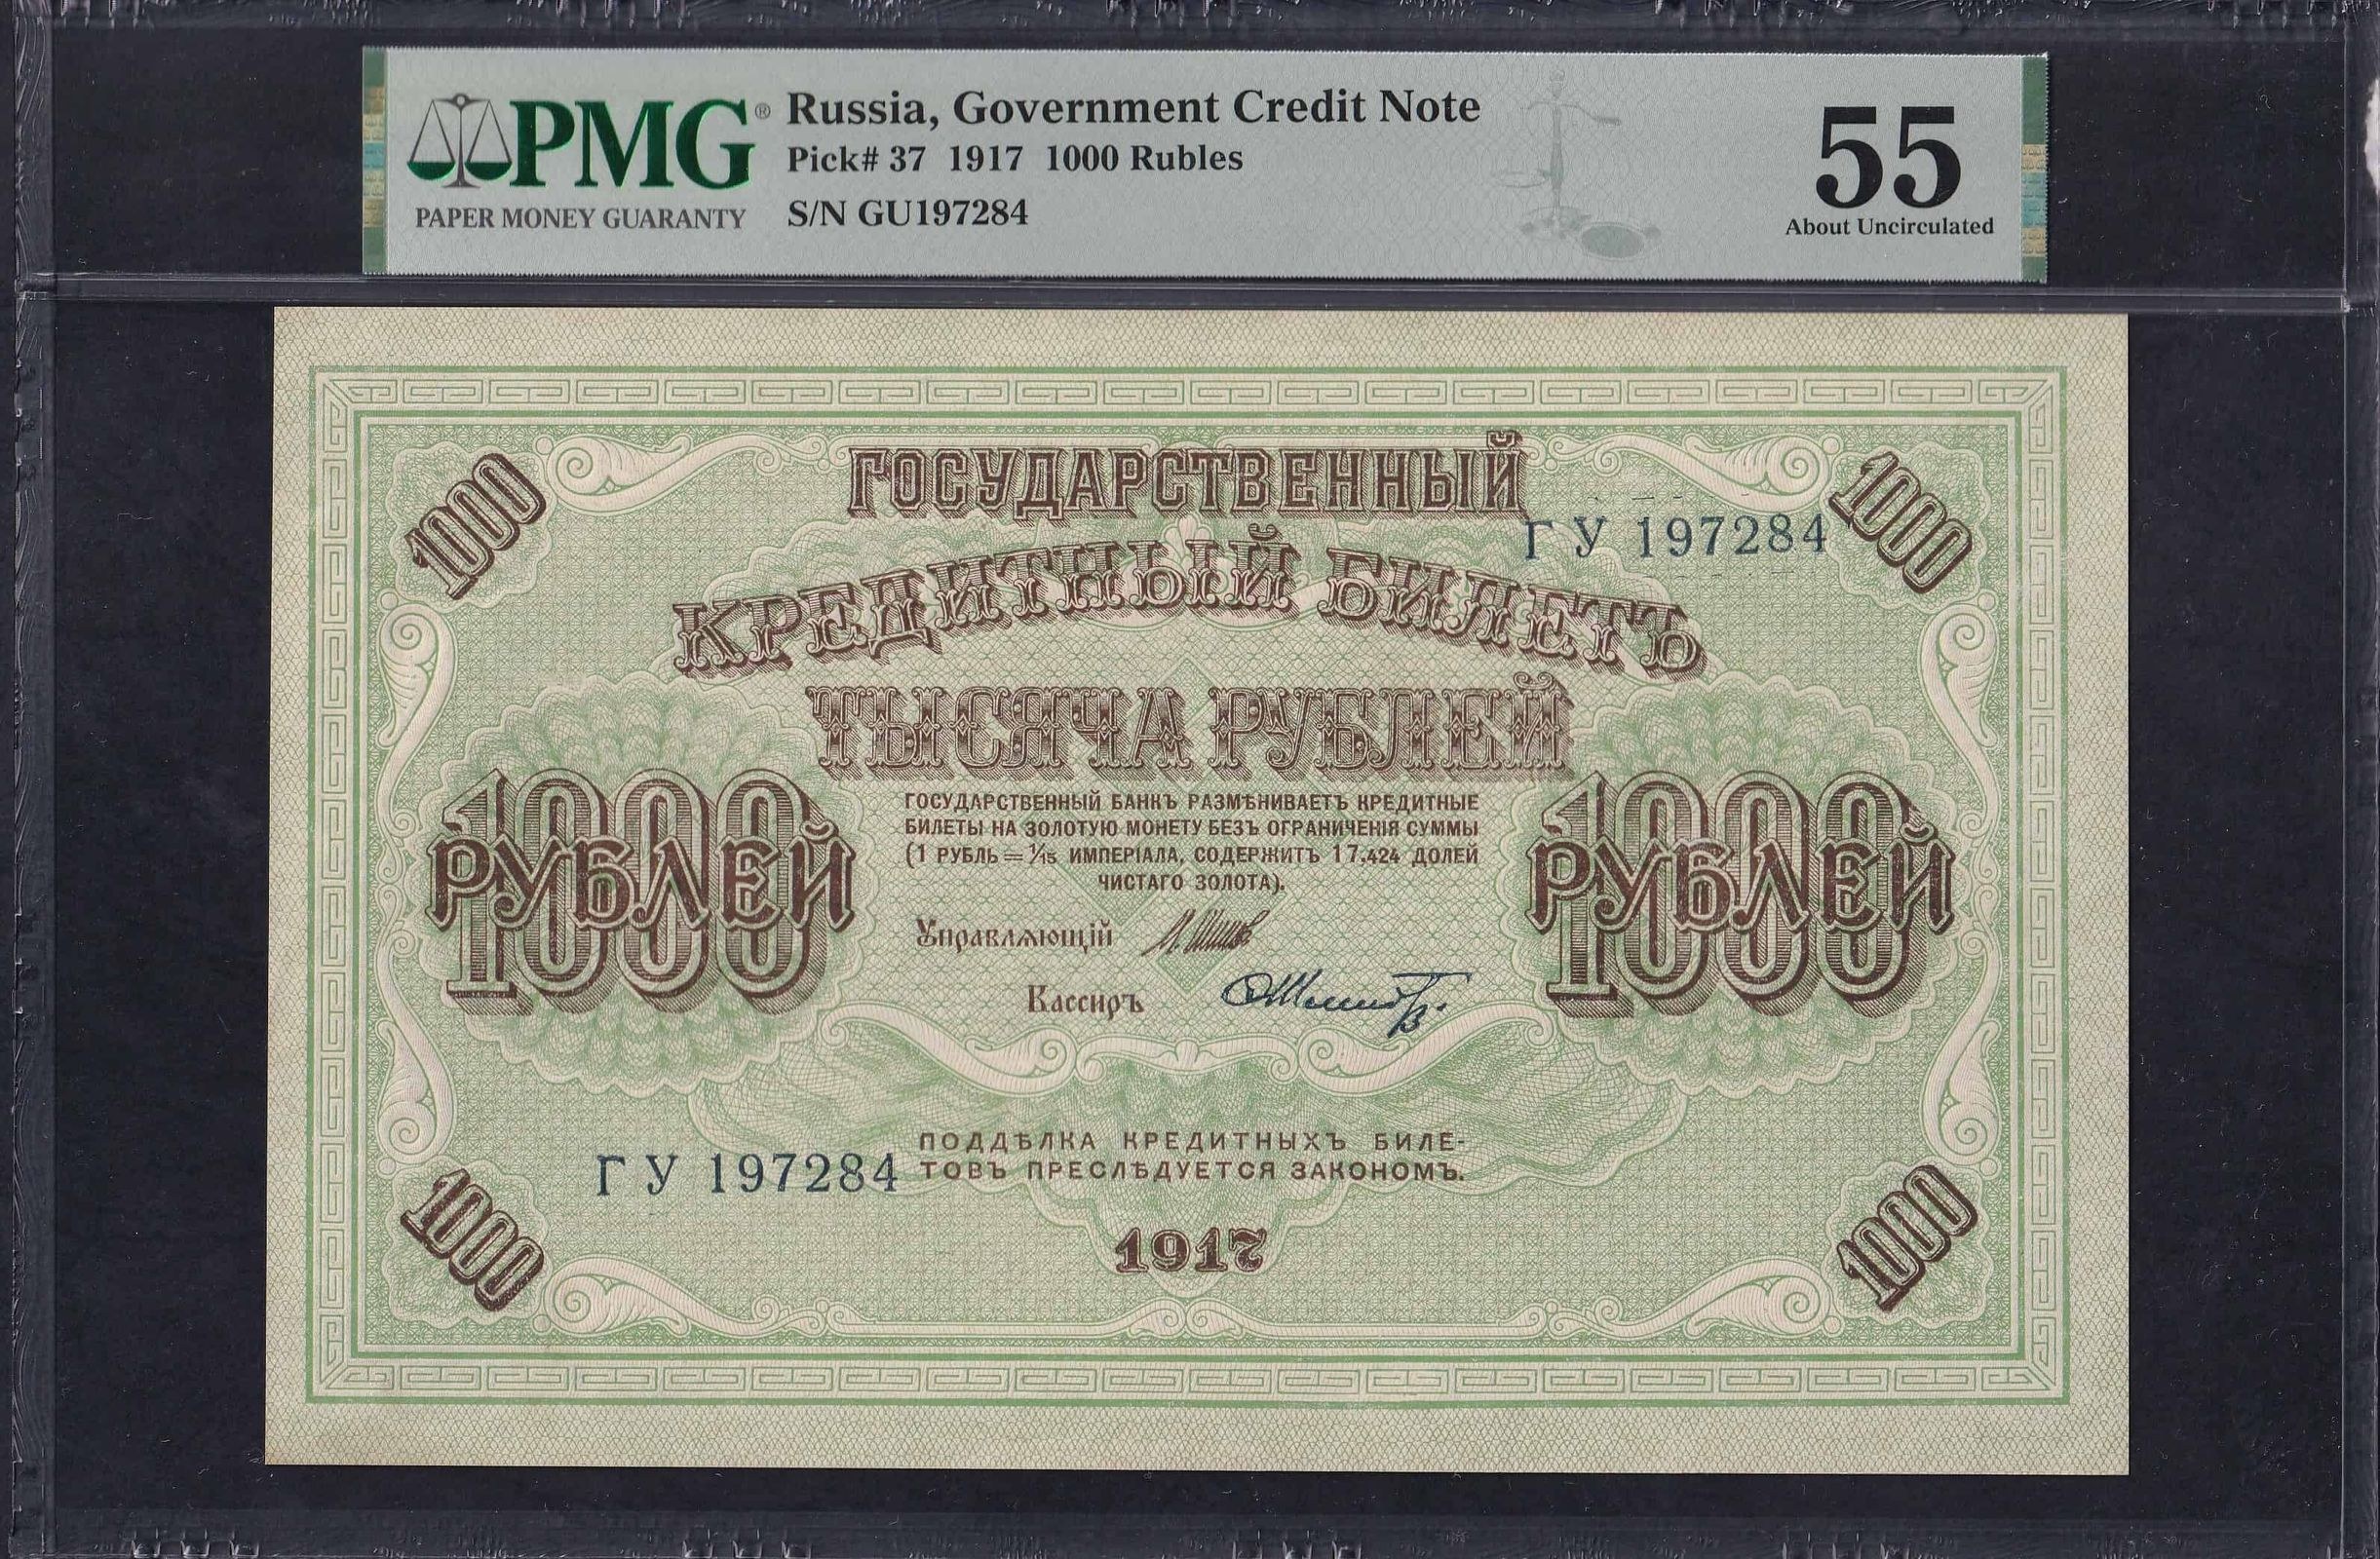 PMG® Russia, Government Credit Note
Pick# 37 1917 1000 Rubles
PAPER MONEY GUARANTY S/N GU197284
55
About Uncirculated
1000 1000
ГОСУДАРСТВЕННЫЙ
ГУ 197284
КРЕДИТНЫЙ БИЛЕТЪ
ТЫСЯЧА РУБЛЕЙ
1000 РУБЛЕЙ
1000 РУБЛЕЙ
ГОСУДАРСТВЕННЫЙ БАНКЪ РАЗМѢНИВАЕТЪ КРЕДИТНЫЕ
БИЛЕТЫ НА ЗОЛОТУЮ МОНЕТУ БЕЗЪ ОГРАНИЧЕНІЯ СУММЫ
(1 РУБЛЬ = 1/15 ИМПЕРІАЛА, СОДЕРЖИТЪ 17,424 ДОЛЕЙ
ЧИСТАГО ЗОЛОТА).
Управляющій
Кассиръ
ПОДДѢЛКА КРЕДИТНЫХЪ БИЛЕ-
ТОВЪ ПРЕСЛѢДУЕТСЯ ЗАКОНОМЪ.
ГУ 197284
1917
1000 1000